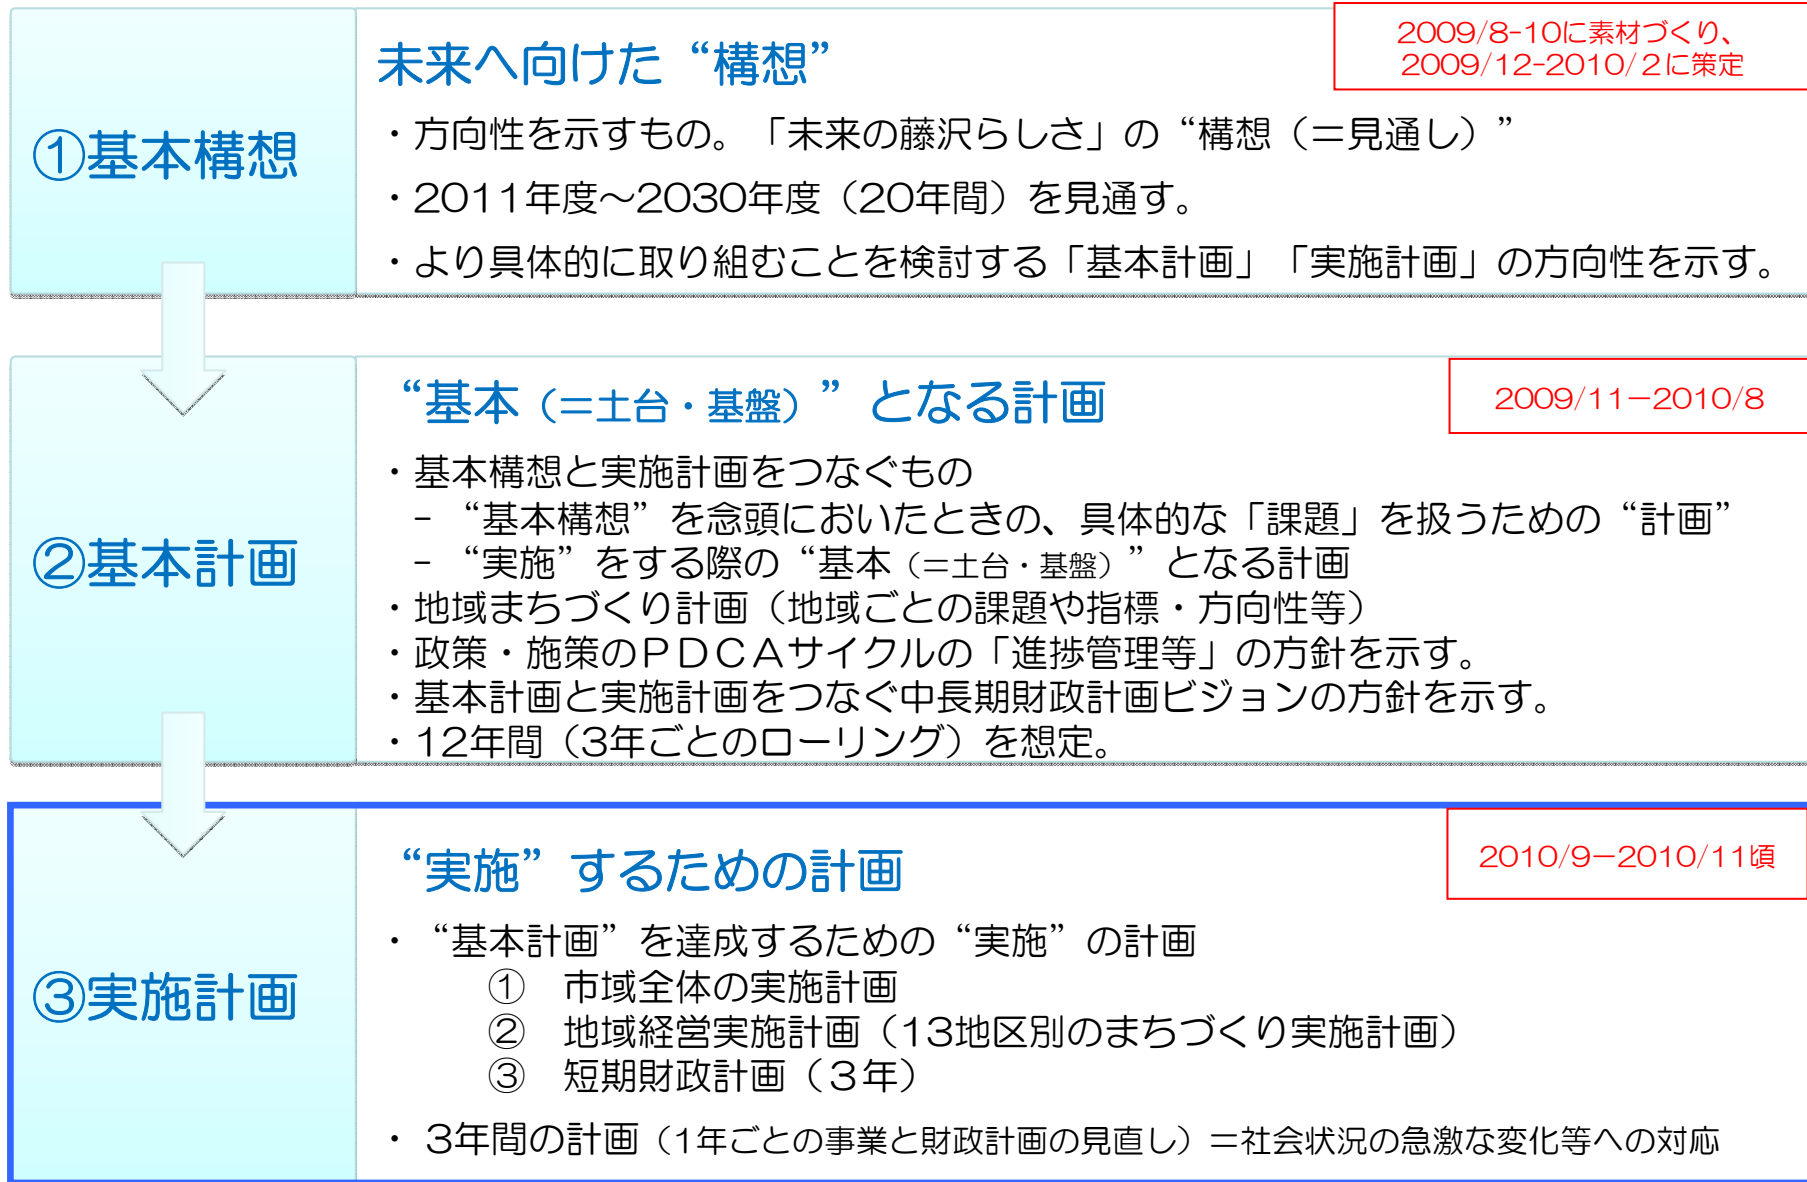 ①基本構想
未来へ向けた“構想”
2009/8-10に素材づくり、
2009/12-2010/2に策定
・方向性を示すもの。「未来の藤沢らしさ」の“構想（＝見通し）”
・2011年度～2030年度（20年間）を見通す。
・より具体的に取り組むことを検討する「基本計画」「実施計画」の方向性を示す。
②基本計画
“基本（＝土台・基盤）”となる計画
2009/11－2010/8
・基本構想と実施計画をつなぐもの
－“基本構想”を念頭においたときの、具体的な「課題」を扱うための“計画”
－“実施”をする際の“基本（＝土台・基盤）”となる計画
・地域まちづくり計画（地域ごとの課題や指標・方向性等）
・政策・施策のＰＤＣＡサイクルの「進捗管理等」の方針を示す。
・基本計画と実施計画をつなぐ中長期財政計画ビジョンの方針を示す。
・12年間（3年ごとのローリング）を想定。
③実施計画
“実施”するための計画
2010/9－2010/11頃
・“基本計画”を達成するための“実施”の計画
①　市域全体の実施計画
②　地域経営実施計画（13地区別のまちづくり実施計画）
③　短期財政計画（３年）
・3年間の計画（1年ごとの事業と財政計画の見直し）＝社会状況の急激な変化等への対応